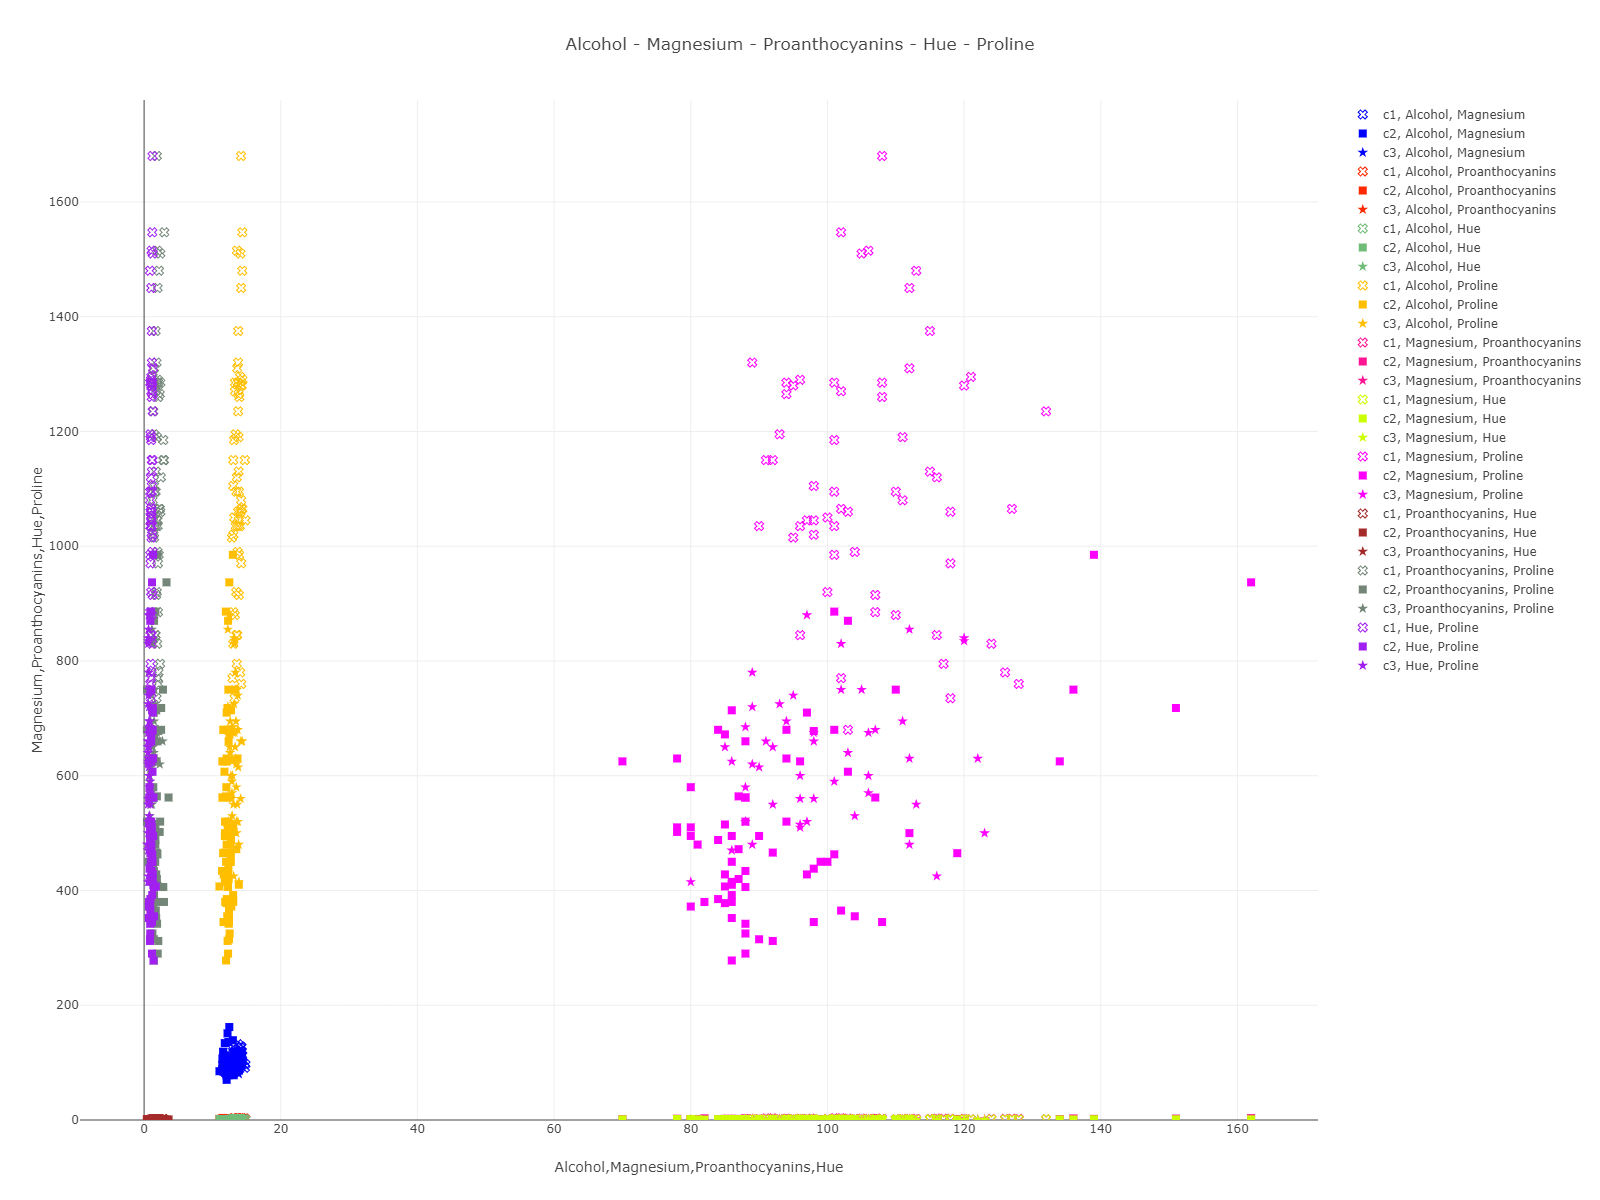 Alcohol - Magnesium - Proanthocyanins - Hue - Proline
c1, Alcohol, Magnesium
c2, Alcohol, Magnesium
c3, Alcohol, Magnesium
c1, Alcohol, Proanthocyanins
c2, Alcohol, Proanthocyanins
c3, Alcohol, Proanthocyanins
c1, Alcohol, Hue
c2, Alcohol, Hue
c3, Alcohol, Hue
c1, Alcohol, Proline
c2, Alcohol, Proline
c3, Alcohol, Proline
c1, Magnesium, Proanthocyanins
c2, Magnesium, Proanthocyanins
c3, Magnesium, Proanthocyanins
c1, Magnesium, Hue
c2, Magnesium, Hue
c3, Magnesium, Hue
c1, Magnesium, Proline
c2, Magnesium, Proline
c3, Magnesium, Proline
c1, Proanthocyanins, Hue
c2, Proanthocyanins, Hue
c3, Proanthocyanins, Hue
c1, Proanthocyanins, Proline
c2, Proanthocyanins, Proline
c3, Proanthocyanins, Proline
c1, Hue, Proline
c2, Hue, Proline
c3, Hue, Proline
1600
1400
1200
1000
800
600
400
200
0
Magnesium,Proanthocyanins,Hue,Proline
0 20 40 60 80 100 120 140 160
Alcohol,Magnesium,Proanthocyanins,Hue